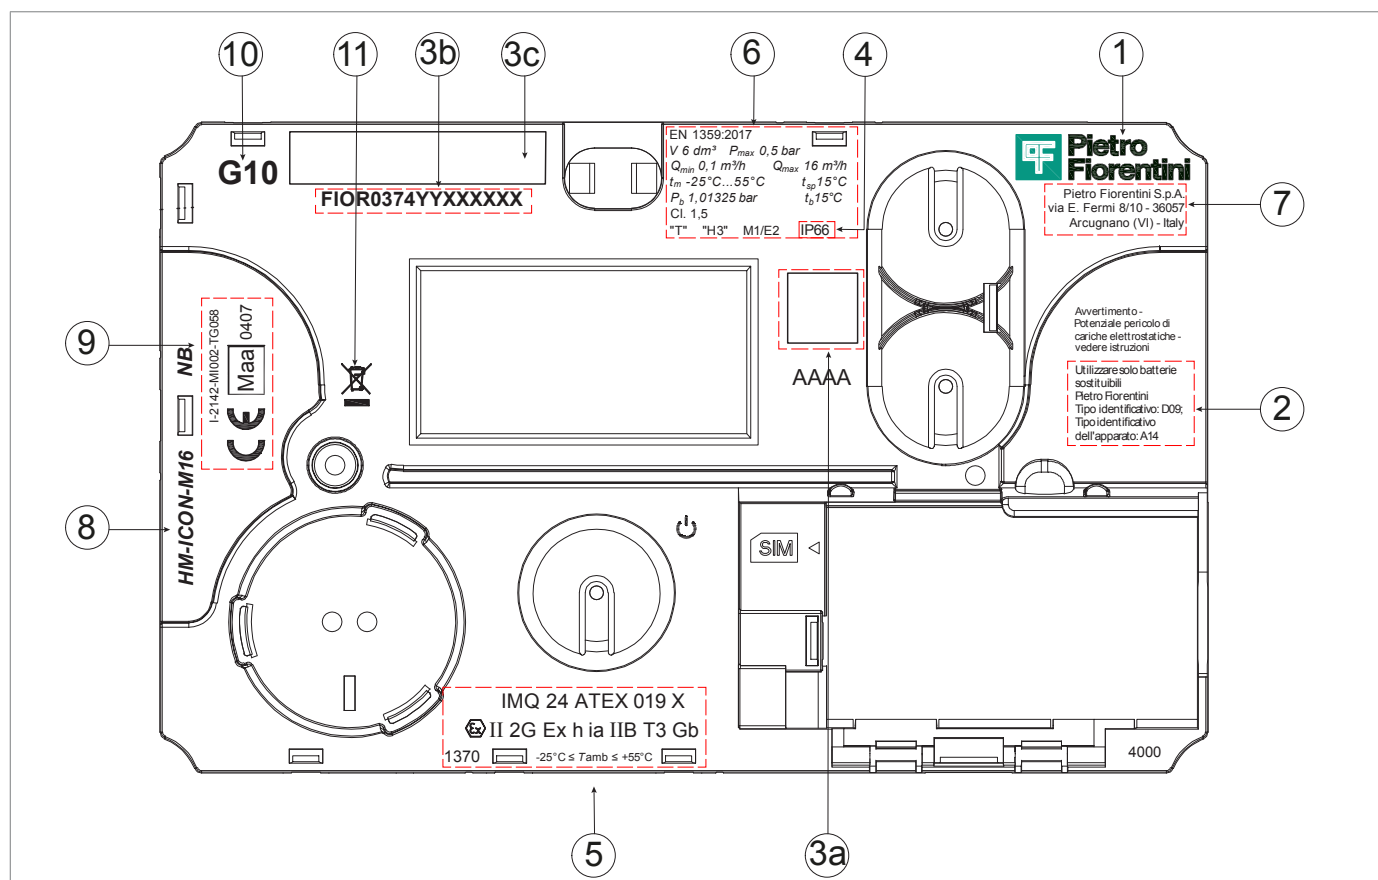 10
11
3b
3c
6
4
1
G10
FIOR0374YYXXXXXX
EN 1359:2017
V 6 dm³ Pmax 0,5 bar
Qmin 0,1 m³/h Qmax 16 m³/h
tm -25°C...55°C tsp 15°C
Pb 1,01325 bar tb 15°C
Cl. 1,5
"T" "H3" M1/E2 IP66
Pietro
Fiorentini
Pietro Fiorentini S.p.A.
via E. Fermi 8/10 - 36057
Arcugnano (VI) - Italy
7
9
HM-ICON-M16 NB
I-2142-MI002-TG058
CE Maa 0407
AAAA
Avvertimento -
Potenziale pericolo di
cariche elettrostatiche -
vedere istruzioni
Utilizzare solo batterie
sostituibili
Pietro Fiorentini
Tipo identificativo: D09;
Tipo identificativo
dell'apparato: A14
2
8
SIM
IMQ 24 ATEX 019 X
Ex II 2G Ex h ia IIB T3 Gb
1370 -25°C ≤ Tamb ≤ +55°C
4000
5
3a